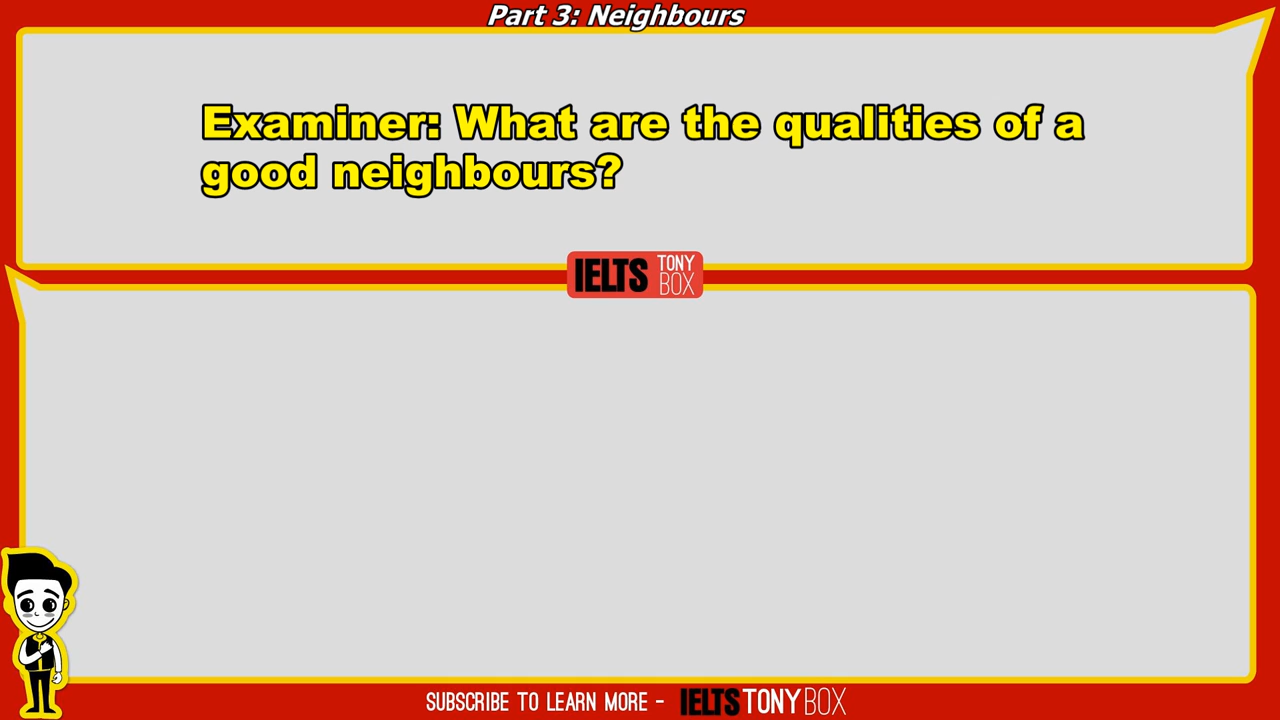 Part 3: Neighbours
Examiner: What are the qualities of a
good neighbours?
IELTS TONY BOX
SUBSCRIBE TO LEARN MORE - IELTS TONY BOX